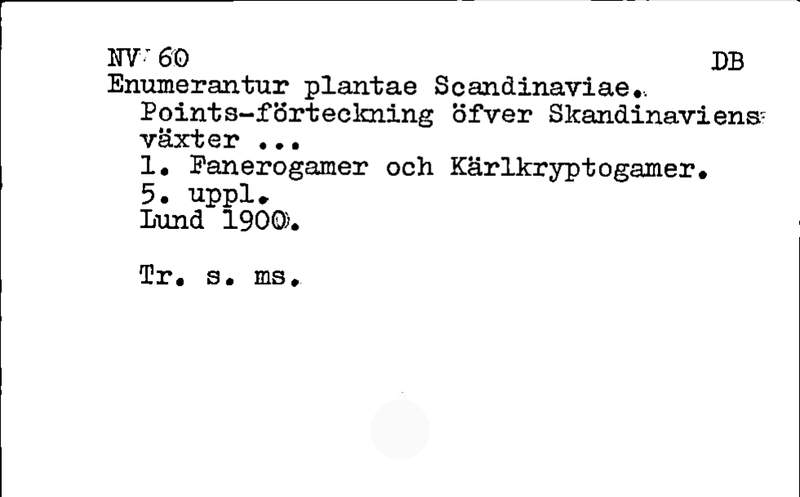 NV 60 DB
Enumerantur plantae Scandinaviae.
Points-förteckning öfver Skandinaviens
växter ...
1. Fanerogamer och Kärlkryptogamer.
5. uppl.
Lund 1900.
Tr. s. ms.